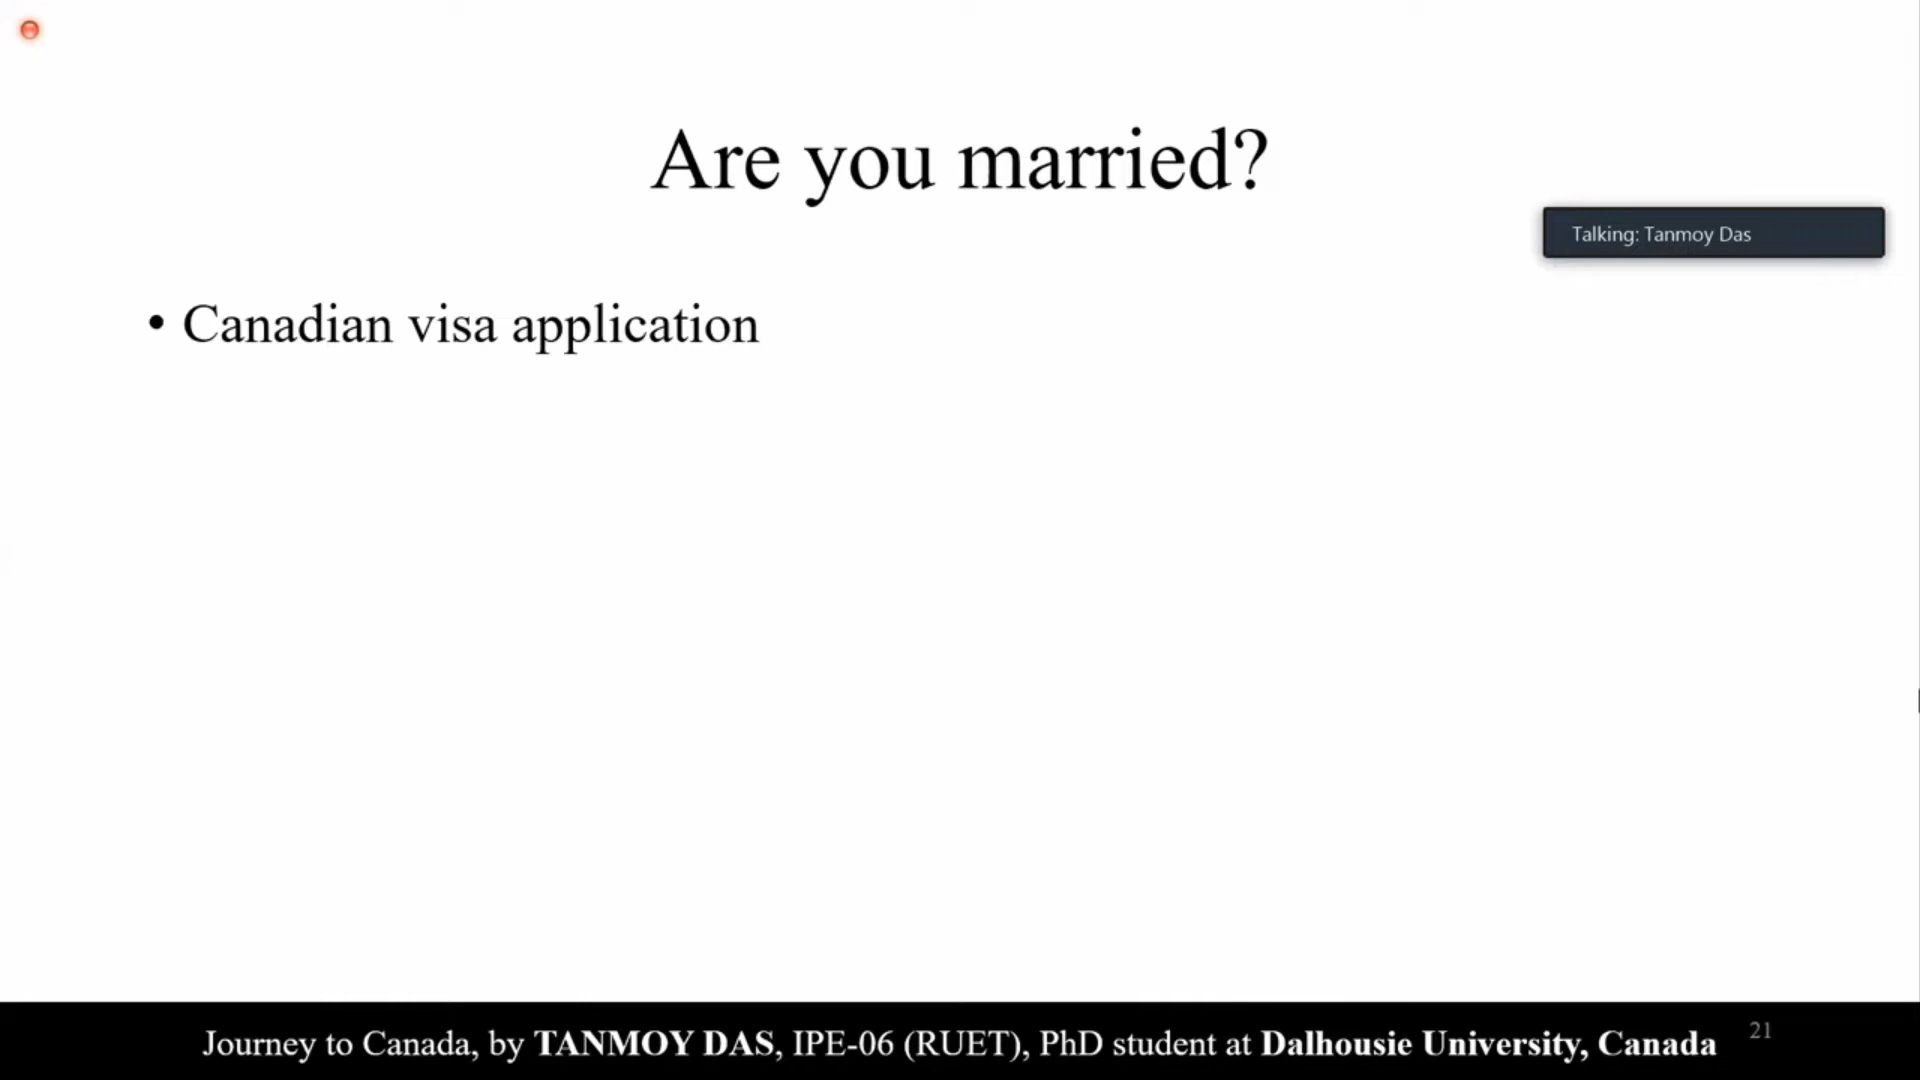 Are you married?
Talking: Tanmoy Das
• Canadian visa application
Journey to Canada, by TANMOY DAS, IPE-06 (RUET), PhD student at Dalhousie University, Canada
21